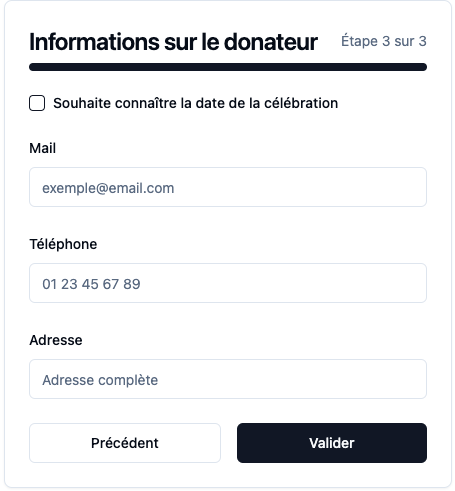 Informations sur le donateur
Étape 3 sur 3
Souhaite connaître la date de la célébration
Mail
exemple@email.com
Téléphone
01 23 45 67 89
Adresse
Adresse complète
Précédent
Valider